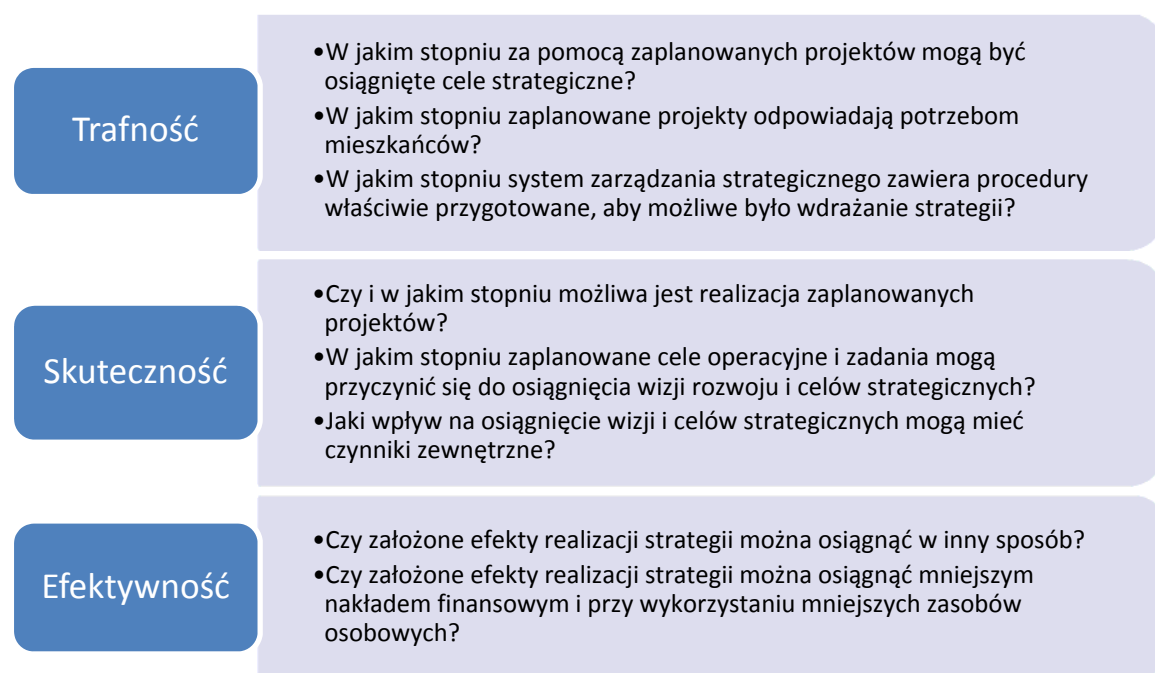 Trafność
•W jakim stopniu za pomocą zaplanowanych projektów mogą być
osiągnięte cele strategiczne?
•W jakim stopniu zaplanowane projekty odpowiadają potrzebom
mieszkańców?
•W jakim stopniu system zarządzania strategicznego zawiera procedury
właściwie przygotowane, aby możliwe było wdrażanie strategii?
Skuteczność
•Czy i w jakim stopniu możliwa jest realizacja zaplanowanych
projektów?
•W jakim stopniu zaplanowane cele operacyjne i zadania mogą
przyczynić się do osiągnięcia wizji rozwoju i celów strategicznych?
•Jaki wpływ na osiągnięcie wizji i celów strategicznych mogą mieć
czynniki zewnętrzne?
Efektywność
•Czy założone efekty realizacji strategii można osiągnąć w inny sposób?
•Czy założone efekty realizacji strategii można osiągnąć mniejszym
nakładem finansowym i przy wykorzystaniu mniejszych zasobów
osobowych?